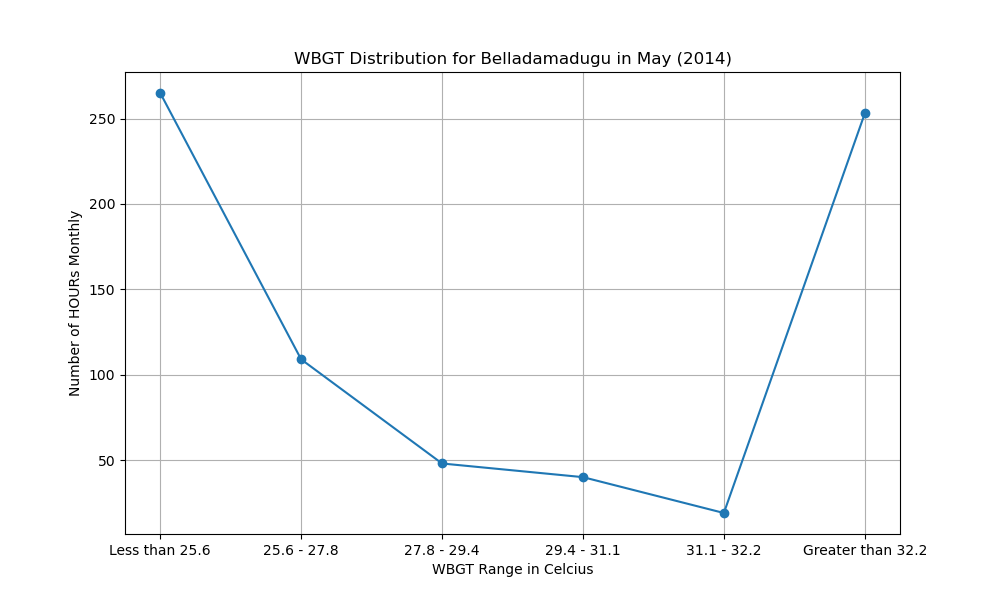 WBGT Distribution for Belladamadugu in May (2014)
Number of HOURs Monthly
250
200
150
100
50
Less than 25.6
25.6 - 27.8
27.8 - 29.4
29.4 - 31.1
31.1 - 32.2
Greater than 32.2
WBGT Range in Celcius